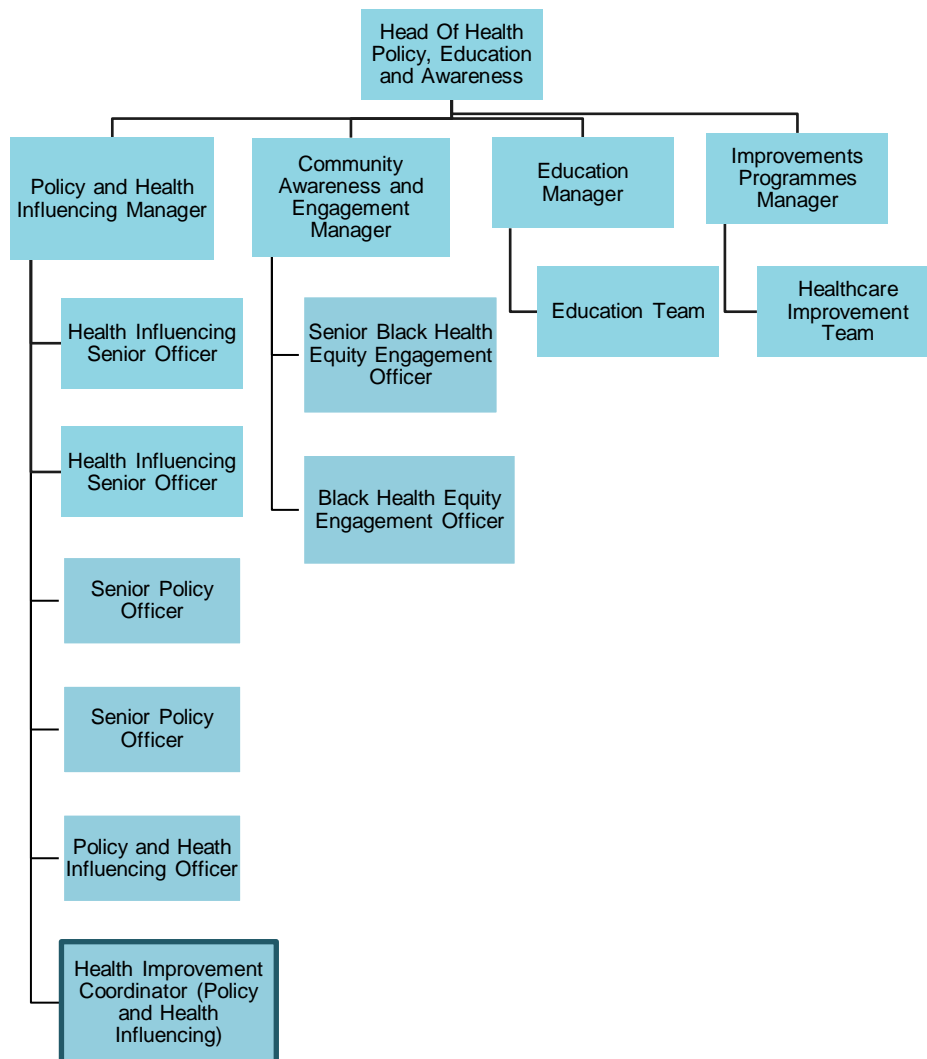 Head Of Health
Policy, Education
and Awareness
Policy and Health
Influencing Manager
Community
Awareness and
Engagement
Manager
Education
Manager
Improvements
Programmes
Manager
Health Influencing
Senior Officer
Senior Black Health
Equity Engagement
Officer
Education Team
Healthcare
Improvement
Team
Health Influencing
Senior Officer
Black Health Equity
Engagement Officer
Senior Policy
Officer
Senior Policy
Officer
Policy and Heath
Influencing Officer
Health Improvement
Coordinator (Policy
and Health
Influencing)